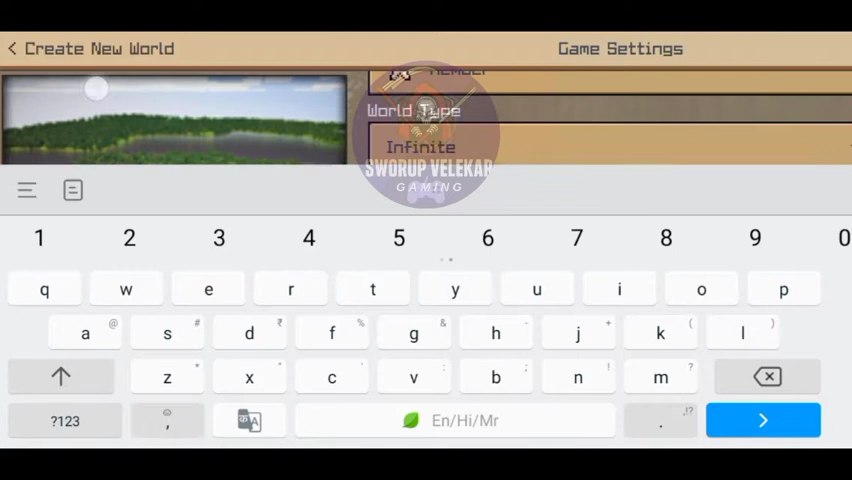 Create New World
Game Settings
Member
World Type
Infinite
SWORUP VELEKAR
GAMING
1 2 3 4 5 6 7 8 9 0
q w e r t y u i o p
a @ s # d ₹ f % g & h - j + k ( l )
z * x " c ' v : b ; n ! m ?
?123 , क A En/Hi/Mr . ,!?